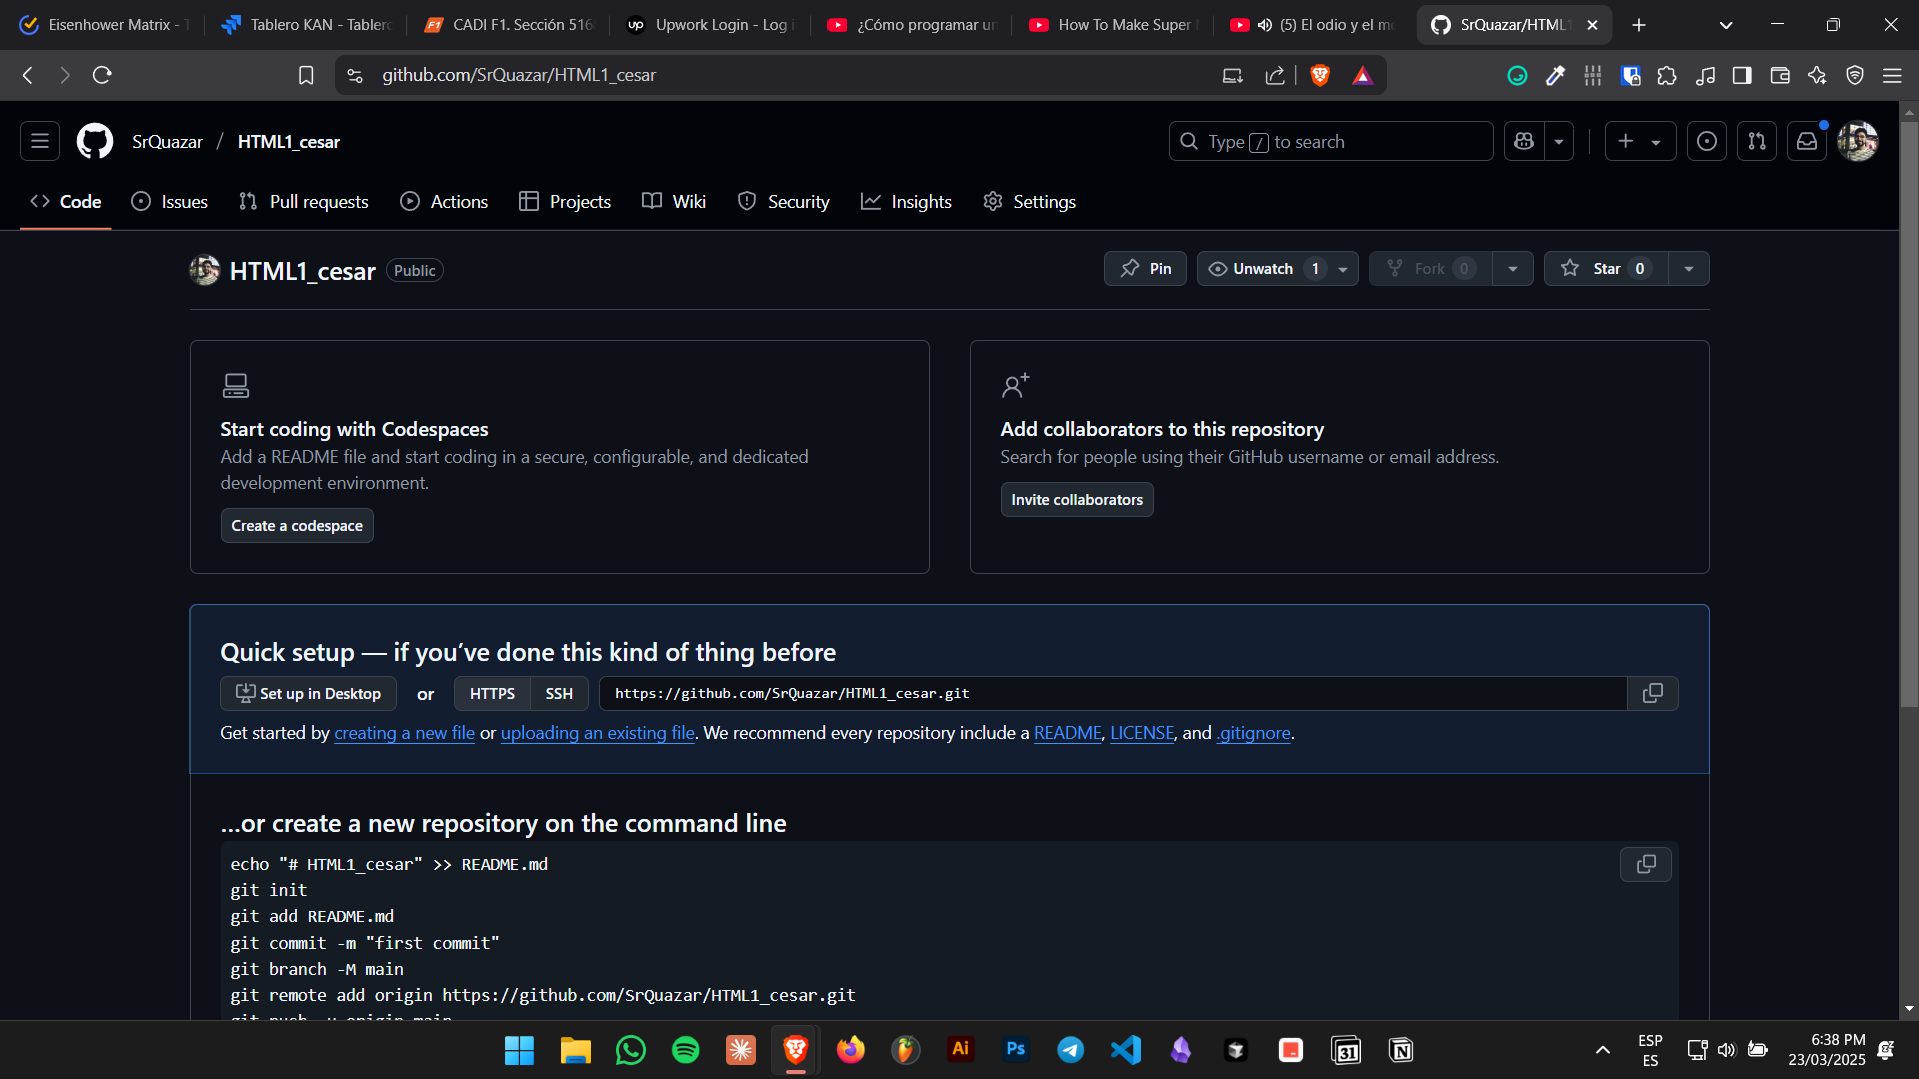 Eisenhower Matrix - T
Tablero KAN - Tablero
CADI F1. Sección 516
Upwork Login - Log i
¿Cómo programar un
How To Make Super
(5) El odio y el m
SrQuazar/HTML1
github.com/SrQuazar/HTML1_cesar
SrQuazar / HTML1_cesar
Type / to search
Code
Issues
Pull requests
Actions
Projects
Wiki
Security
Insights
Settings
HTML1_cesar
Public
Pin
Unwatch 1
Fork 0
Star 0
Start coding with Codespaces
Add a README file and start coding in a secure, configurable, and dedicated
development environment.
Create a codespace
Add collaborators to this repository
Search for people using their GitHub username or email address.
Invite collaborators
Quick setup — if you’ve done this kind of thing before
Set up in Desktop
or
HTTPS
SSH
https://github.com/SrQuazar/HTML1_cesar.git
Get started by creating a new file or uploading an existing file. We recommend every repository include a README, LICENSE, and .gitignore.
…or create a new repository on the command line
echo "# HTML1_cesar" >> README.md
git init
git add README.md
git commit -m "first commit"
git branch -M main
git remote add origin https://github.com/SrQuazar/HTML1_cesar.git
git push -u origin main
Ai
Ps
31
ESP
ES
6:38 PM
23/03/2025